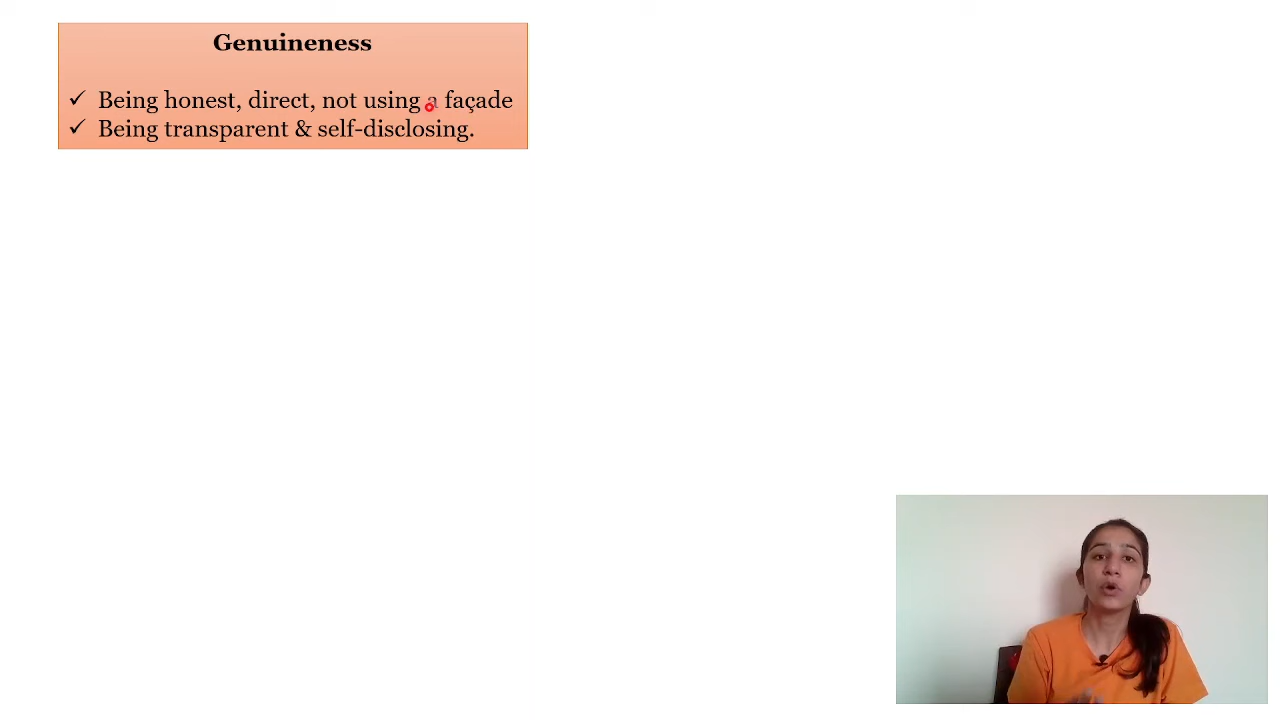 Genuineness
✓ Being honest, direct, not using a façade
✓ Being transparent & self-disclosing.